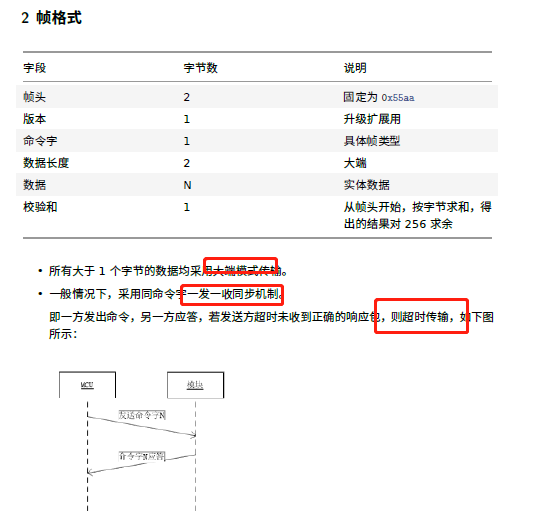 2 帧格式
字段 字节数 说明
帧头 2 固定为 0x55aa
版本 1 升级扩展用
命令字 1 具体帧类型
数据长度 2 大端
数据 N 实体数据
校验和 1 从帧头开始，按字节求和，得
出的结果对 256 求余
• 所有大于 1 个字节的数据均采用大端模式传输。
• 一般情况下，采用同命令字一发一收同步机制。
即一方发出命令，另一方应答，若发送方超时未收到正确的响应包，则超时传输，如下图
所示：
MCU 模块
发送命令字N
命令字N应答